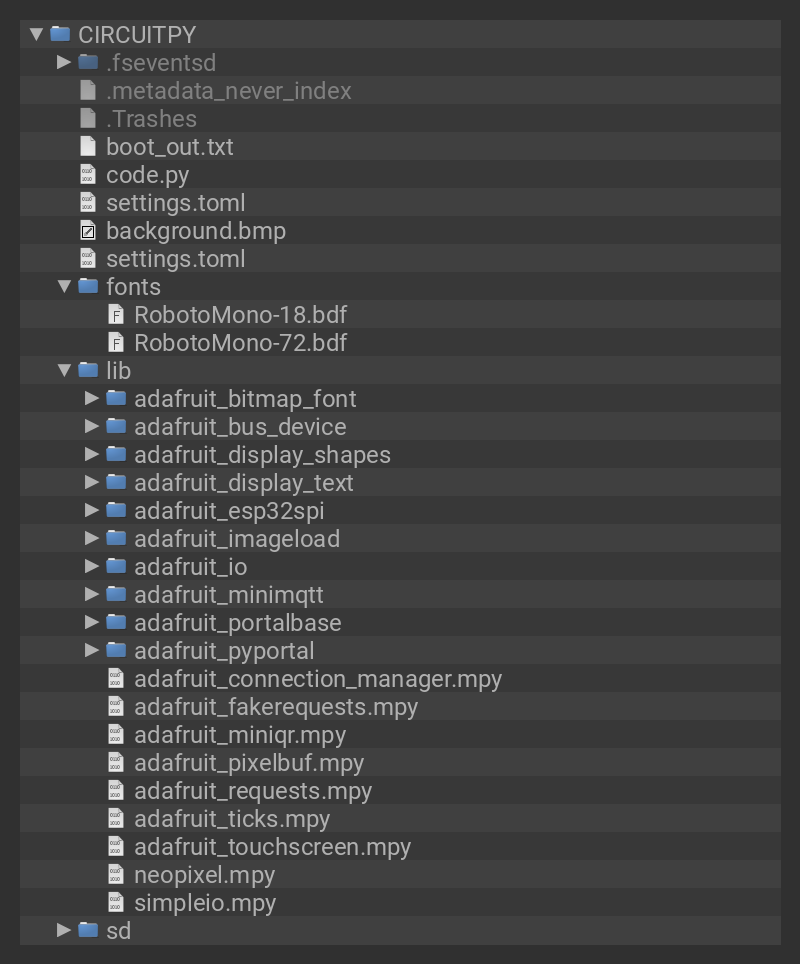 CIRCUITPY
.fseventsd
.metadata_never_index
.Trashes
boot_out.txt
code.py
settings.toml
background.bmp
settings.toml
fonts
RobotoMono-18.bdf
RobotoMono-72.bdf
lib
adafruit_bitmap_font
adafruit_bus_device
adafruit_display_shapes
adafruit_display_text
adafruit_esp32spi
adafruit_imageload
adafruit_io
adafruit_minimqtt
adafruit_portalbase
adafruit_pyportal
adafruit_connection_manager.mpy
adafruit_fakerequests.mpy
adafruit_miniqr.mpy
adafruit_pixelbuf.mpy
adafruit_requests.mpy
adafruit_ticks.mpy
adafruit_touchscreen.mpy
neopixel.mpy
simpleio.mpy
sd